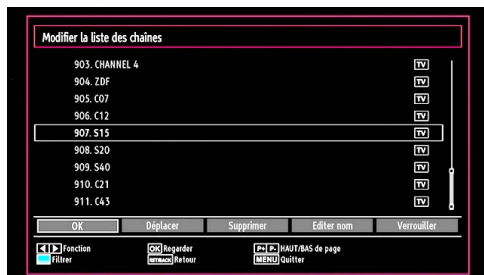 Modifier la liste des chaînes
903. CHANNEL 4 TV
904. ZDF TV
905. C07 TV
906. C12 TV
907. S15 TV
908. S20 TV
909. S40 TV
910. C21 TV
911. C43 TV
OK Déplacer Supprimer Editer nom Verrouiller
Fonction OK Regarder P+ P- HAUT/BAS de page
Filtrer RET/BACK Retour MENU Quitter